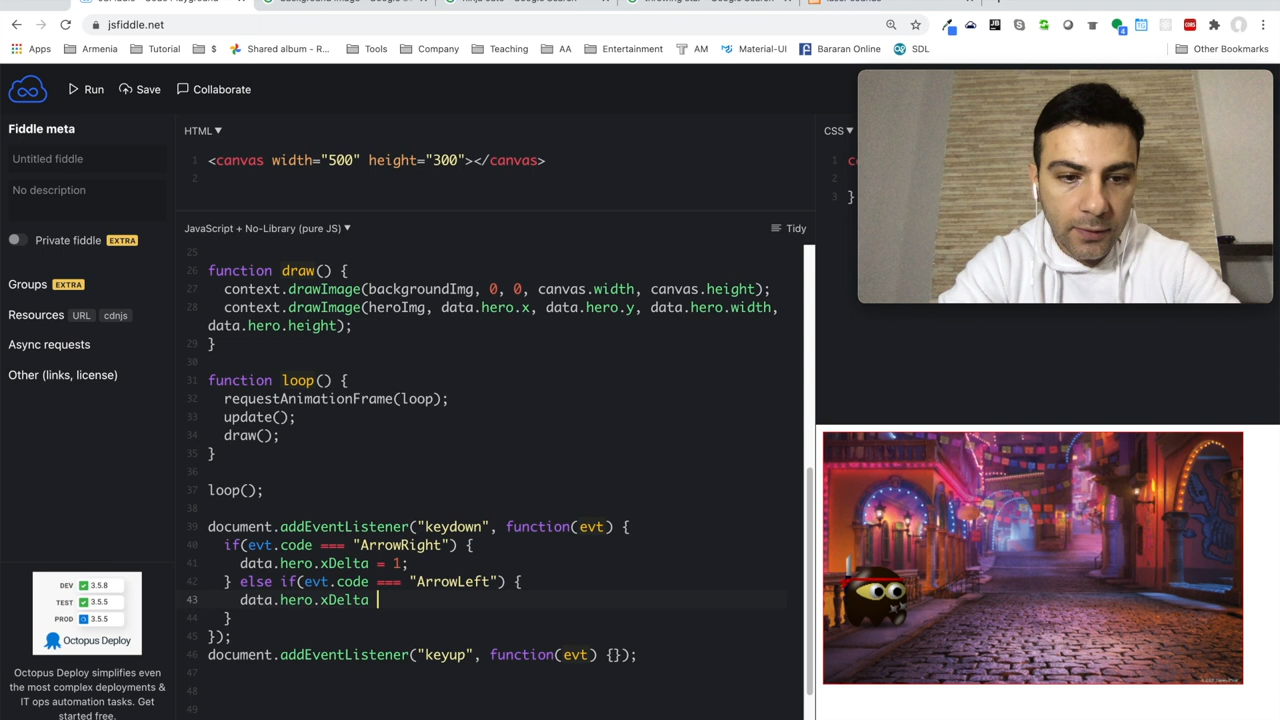 jsfiddle.net
Apps
Armenia
Tutorial
$
Shared album - R...
Tools
Company
Teaching
AA
Entertainment
AM
Material-UI
Bararan Online
SDL
Other Bookmarks
Run
Save
Collaborate
Fiddle meta
Untitled fiddle
No description
Private fiddle EXTRA
Groups EXTRA
Resources URL cdnjs
Async requests
Other (links, license)
DEV 3.5.8
TEST 3.5.5
PROD 3.5.5
Octopus Deploy
Octopus Deploy simplifies even
the most complex deployments &
IT ops automation tasks. Get
started free.
HTML
1 <canvas width="500" height="300"></canvas>
2
JavaScript + No-Library (pure JS)
Tidy
25
26 function draw() {
27 context.drawImage(backgroundImg, 0, 0, canvas.width, canvas.height);
28 context.drawImage(heroImg, data.hero.x, data.hero.y, data.hero.width,
data.hero.height);
29 }
30
31 function loop() {
32 requestAnimationFrame(loop);
33 update();
34 draw();
35 }
36
37 loop();
38
39 document.addEventListener("keydown", function(evt) {
40 if(evt.code === "ArrowRight") {
41 data.hero.xDelta = 1;
42 } else if(evt.code === "ArrowLeft") {
43 data.hero.xDelta
44 }
45 });
46 document.addEventListener("keyup", function(evt) {});
47
48
49
CSS
1
2
3 }